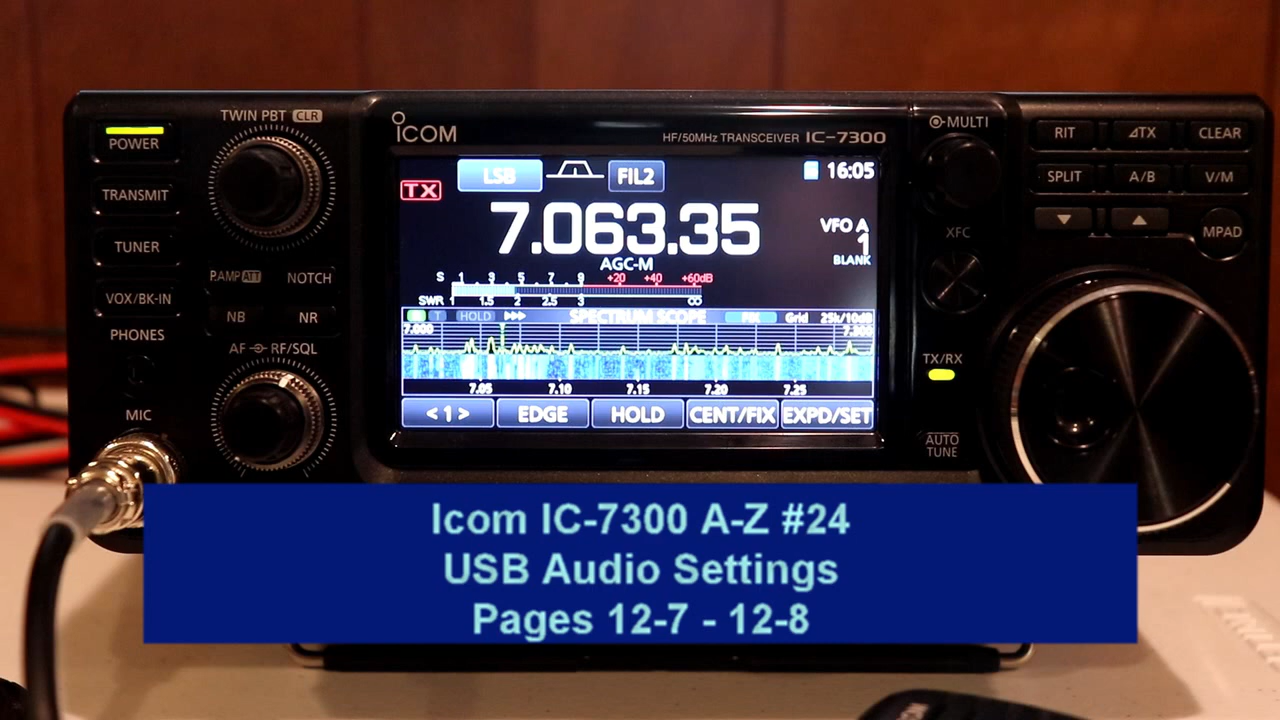 TWIN PBT CLR
POWER
TRANSMIT
TUNER
P.AMP ATT NOTCH
VOX/BK-IN
NB NR
PHONES
AF RF/SQL
MIC
ICOM
HF/50MHz TRANSCEIVER IC-7300
LSB FIL2 16:05
TX
7.063.35
VFO A
1
BLANK
AGC-M
S 1 3 5 7 9 +20 +40 +60dB
SWR 1 1.5 2 2.5 3 ∞
HOLD SPECTRUM SCOPE FIX Grid 25k/10dB
7.000
7.05 7.10 7.15 7.20 7.25
<1> EDGE HOLD CENT/FIX EXPD/SET
MULTI
RIT ⊿TX CLEAR
SPLIT A/B V/M
▼ ▲
MPAD
XFC
TX/RX
AUTO
TUNE
Icom IC-7300 A-Z #24
USB Audio Settings
Pages 12-7 - 12-8